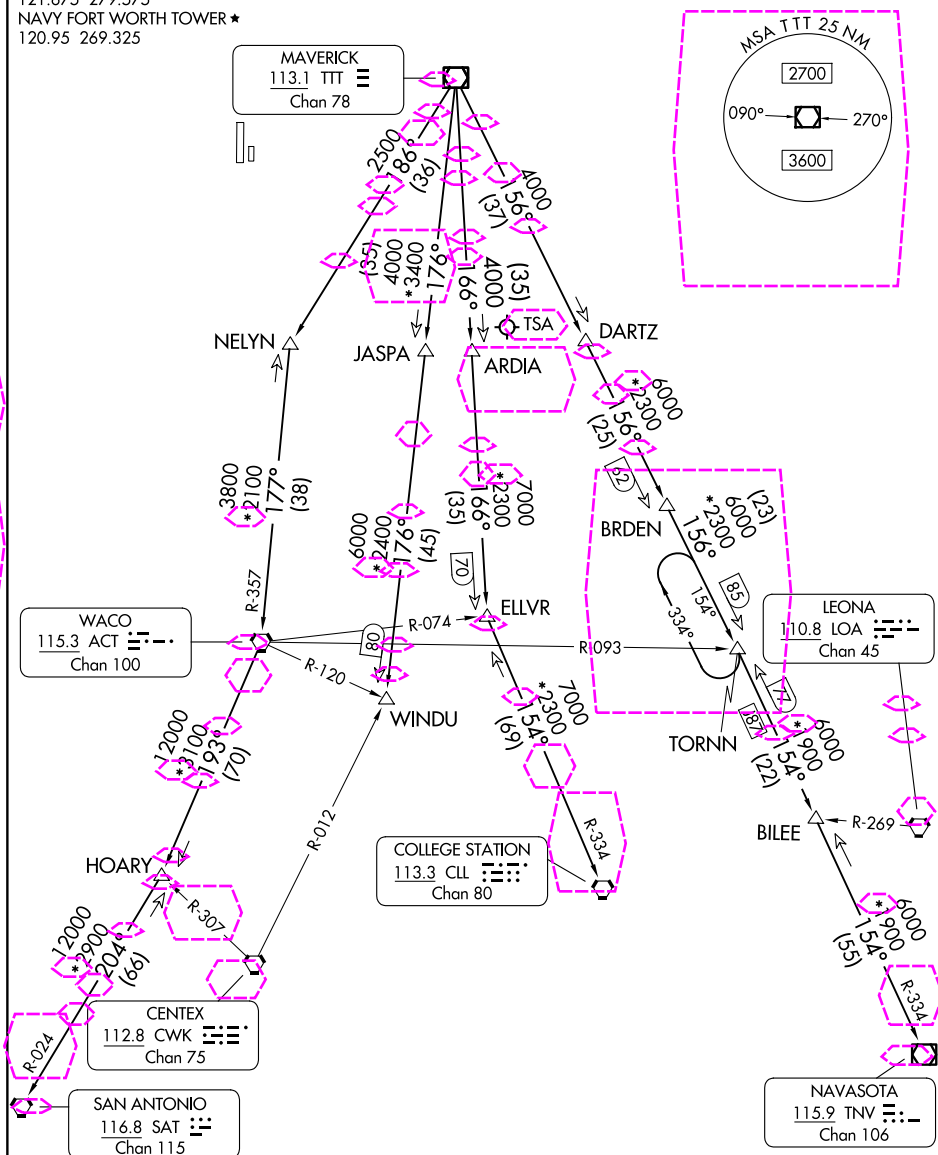 NAVY FORT WORTH TOWER ★
120.95 269.325
MAVERICK
113.1 TTT
Chan 78
MSA TTT 25 NM
2700
090°
270°
3600
2500
186°
(36)
(35)
4000
*3400
176°
4000
166°
(35)
4000
156°
(37)
TSA
NELYN
JASPA
ARDIA
DARTZ
6000
*2300
156°
(25)
62
3800
*2100
177°
(38)
6000
*2400
176°
(45)
7000
*2300
166°
(35)
70
BRDEN
(23)
6000
*2300
156°
85
154°
334°
R-357
WACO
115.3 ACT
Chan 100
R-074
ELLVR
80
R-093
R-120
WINDU
LEONA
110.8 LOA
Chan 45
77
87
TORNN
12000
*3100
193°
(70)
7000
*2300
154°
(69)
6000
*1900
154°
(22)
R-012
BILEE
R-269
COLLEGE STATION
113.3 CLL
Chan 80
R-334
HOARY
R-307
12000
*2900
204°
(66)
6000
*1900
154°
(55)
R-334
CENTEX
112.8 CWK
Chan 75
R-024
SAN ANTONIO
116.8 SAT
Chan 115
NAVASOTA
115.9 TNV
Chan 106